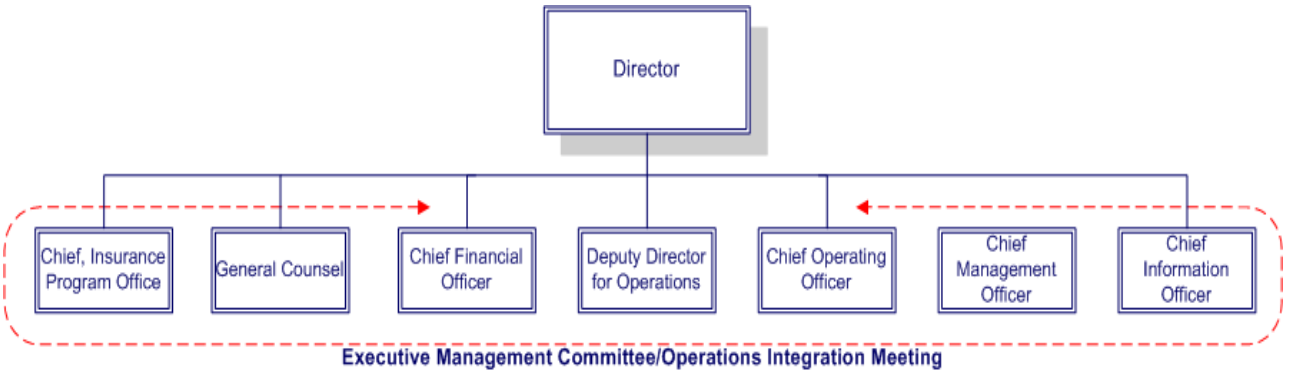 Director
Chief, Insurance
Program Office
General Counsel
Chief Financial
Officer
Deputy Director
for Operations
Chief Operating
Officer
Chief
Management
Officer
Chief
Information
Officer
Executive Management Committee/Operations Integration Meeting